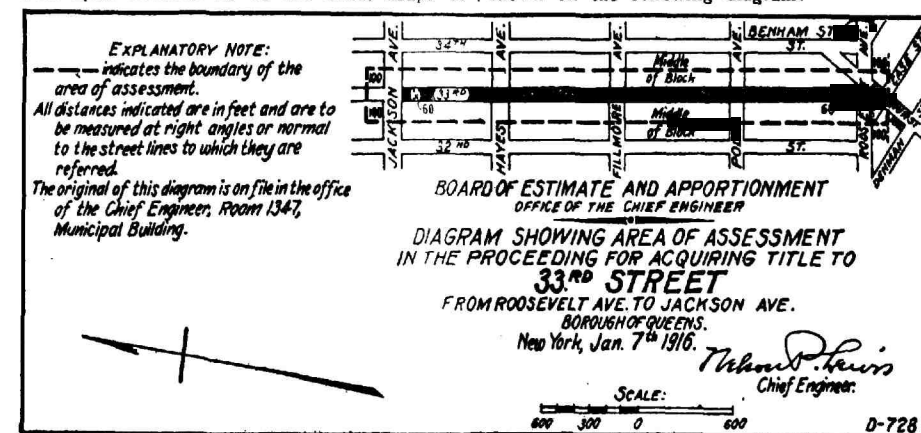 EXPLANATORY NOTE:
indicates the boundary of the
area of assessment.
All distances indicated are in feet and are to
be measured at right angles or normal
to the street lines to which they are
referred.
The original of this diagram is on file in the office
of the Chief Engineer, Room 1347,
Municipal Building.
34TH ST.
BENHAM ST.
JACKSON AVE.
HAYES
FILLMORE
AVE.
AVE.
AVE.
100
100
33RD
60
60
Middle
of Block
Middle
of Block
32ND ST.
BOARD OF ESTIMATE AND APPORTIONMENT
OFFICE OF THE CHIEF ENGINEER
DIAGRAM SHOWING AREA OF ASSESSMENT
IN THE PROCEEDING FOR ACQUIRING TITLE TO
33.RD STREET
FROM ROOSEVELT AVE. TO JACKSON AVE.
BOROUGH OF QUEENS.
New York, Jan. 7th 1916.
Nelson P. Lewis
Chief Engineer.
SCALE:
600 300 0 600
D-728